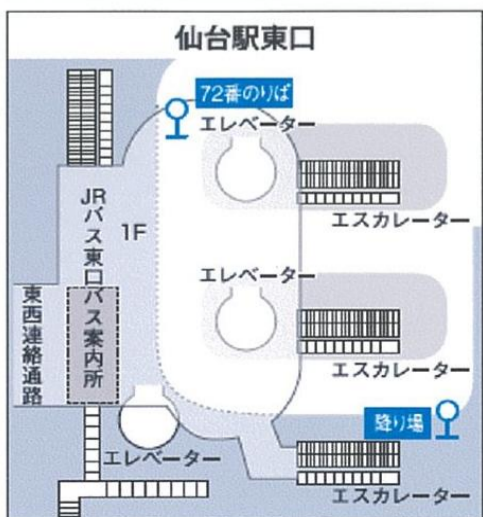 仙台駅東口
72番のりば
エレベーター
エスカレーター
1F
JRバス東口バス案内所
東西連絡通路
エレベーター
エスカレーター
降り場
エレベーター
エスカレーター